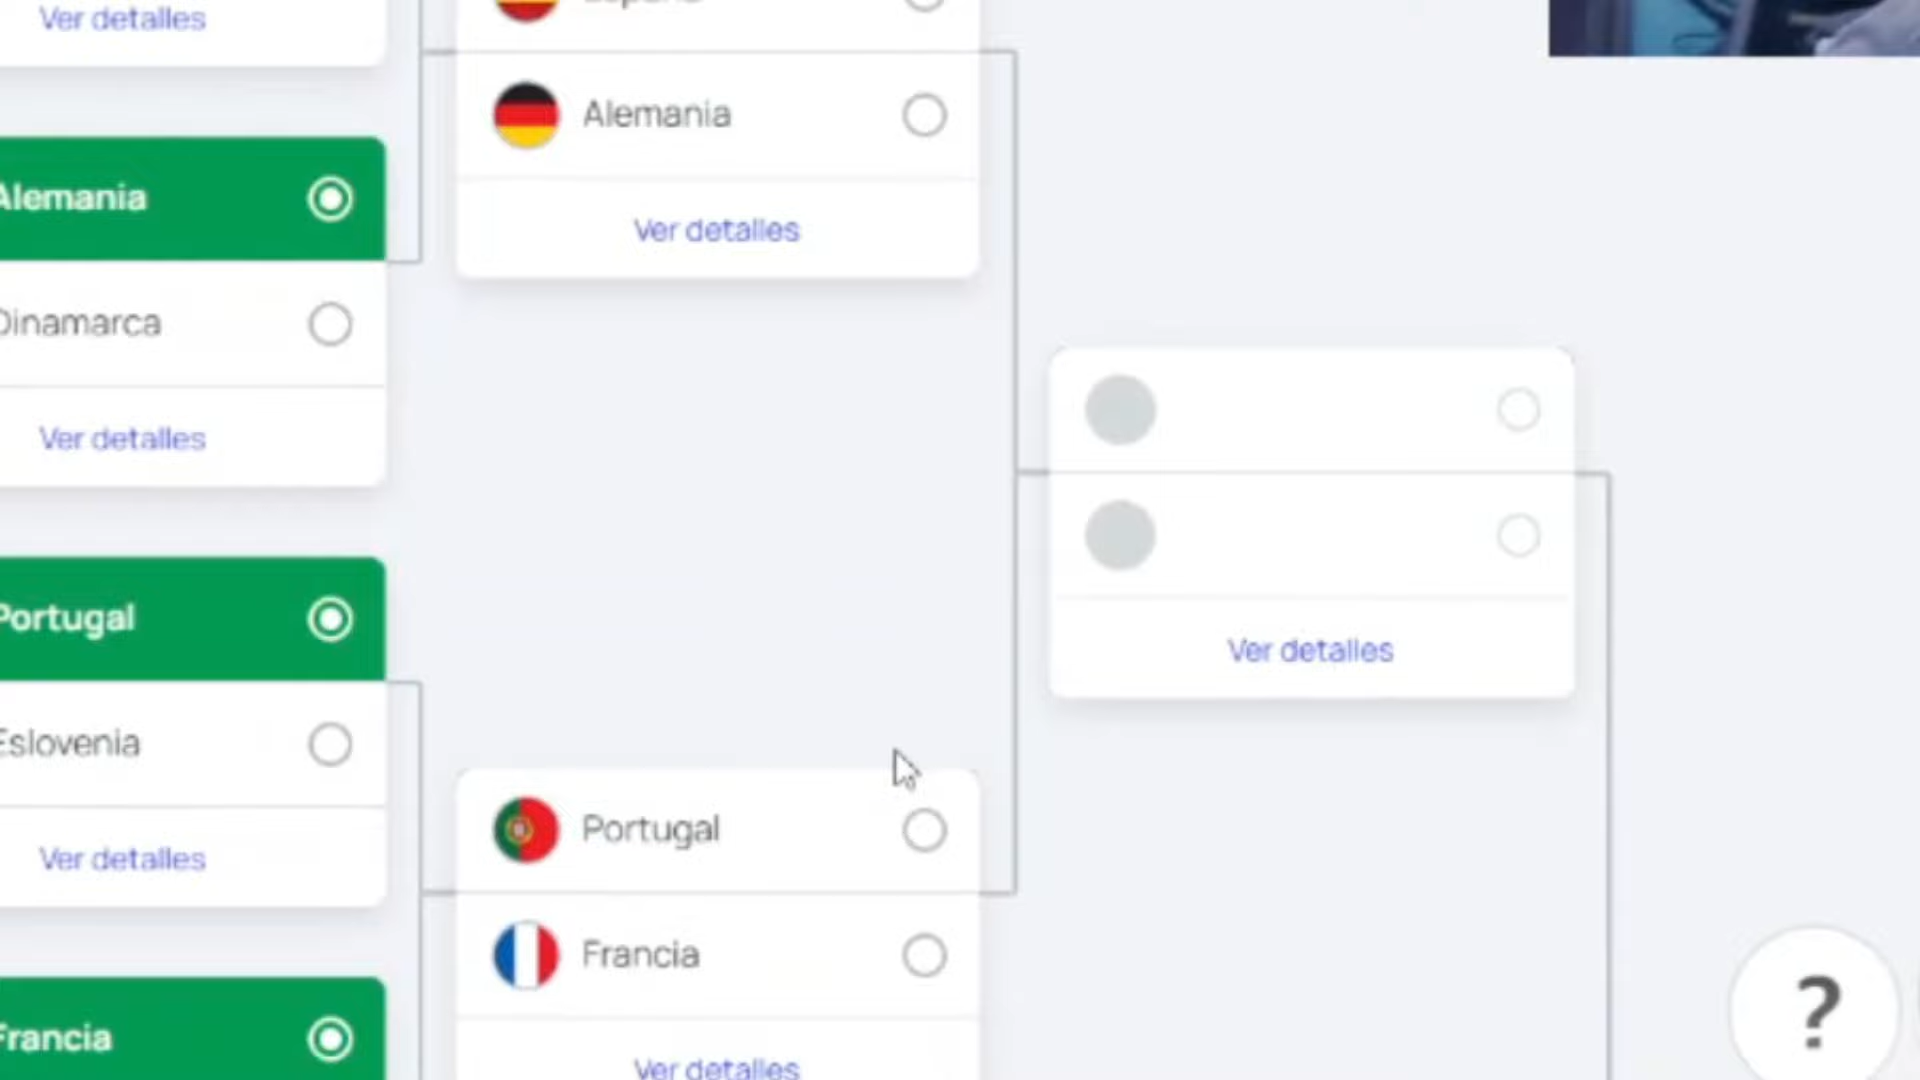 Ver detalles
Alemania
Dinamarca
Ver detalles
Portugal
Eslovenia
Ver detalles
Francia
España
Alemania
Ver detalles
Portugal
Francia
Ver detalles
Ver detalles
?